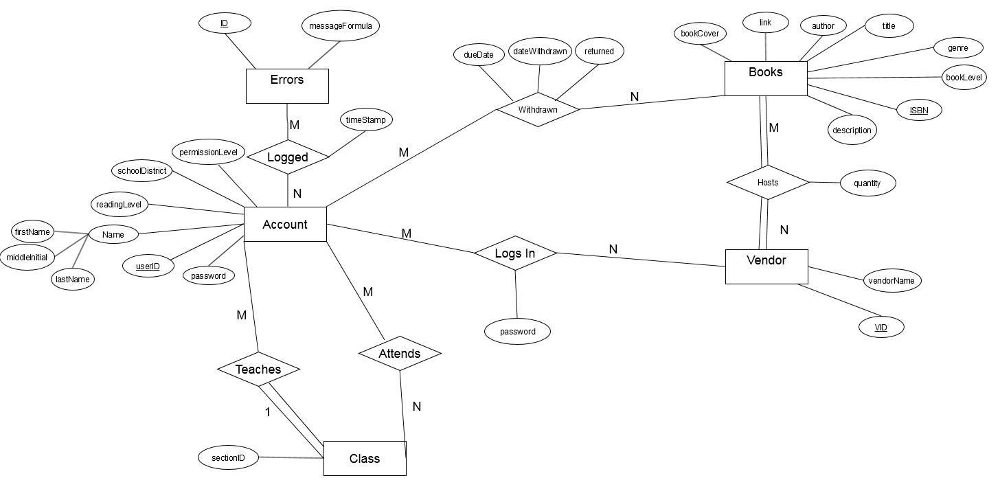 ID
messageFormula
Errors
M
timeStamp
Logged
N
permissionLevel
schoolDistrict
readingLevel
Name
firstName
middleInitial
lastName
userID
password
Account
dueDate
dateWithdrawn
returned
Withdrawn
M
N
bookCover
link
author
title
genre
bookLevel
ISBN
description
Books
M
Hosts
quantity
N
Vendor
vendorName
VID
M
Logs In
N
password
M
Teaches
1
M
Attends
N
sectionID
Class